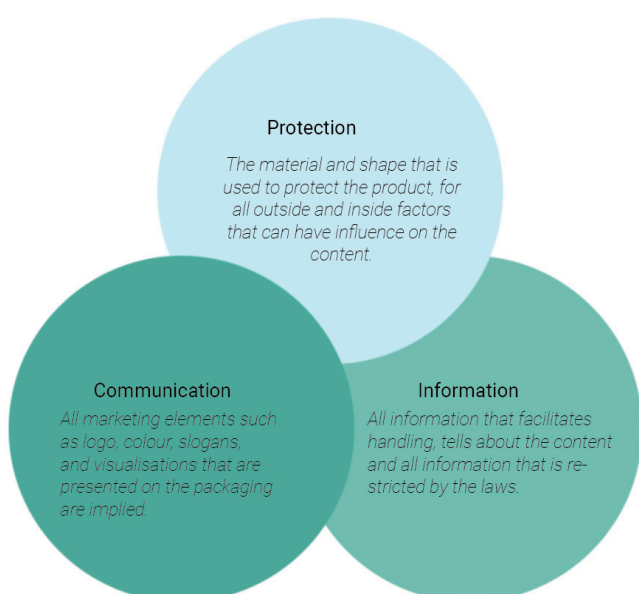 Protection
The material and shape that is
used to protect the product, for
all outside and inside factors
that can have influence on the
content.
Communication
All marketing elements such
as logo, colour, slogans,
and visualisations that are
presented on the packaging
are implied.
Information
All information that facilitates
handling, tells about the content
and all information that is re-
stricted by the laws.